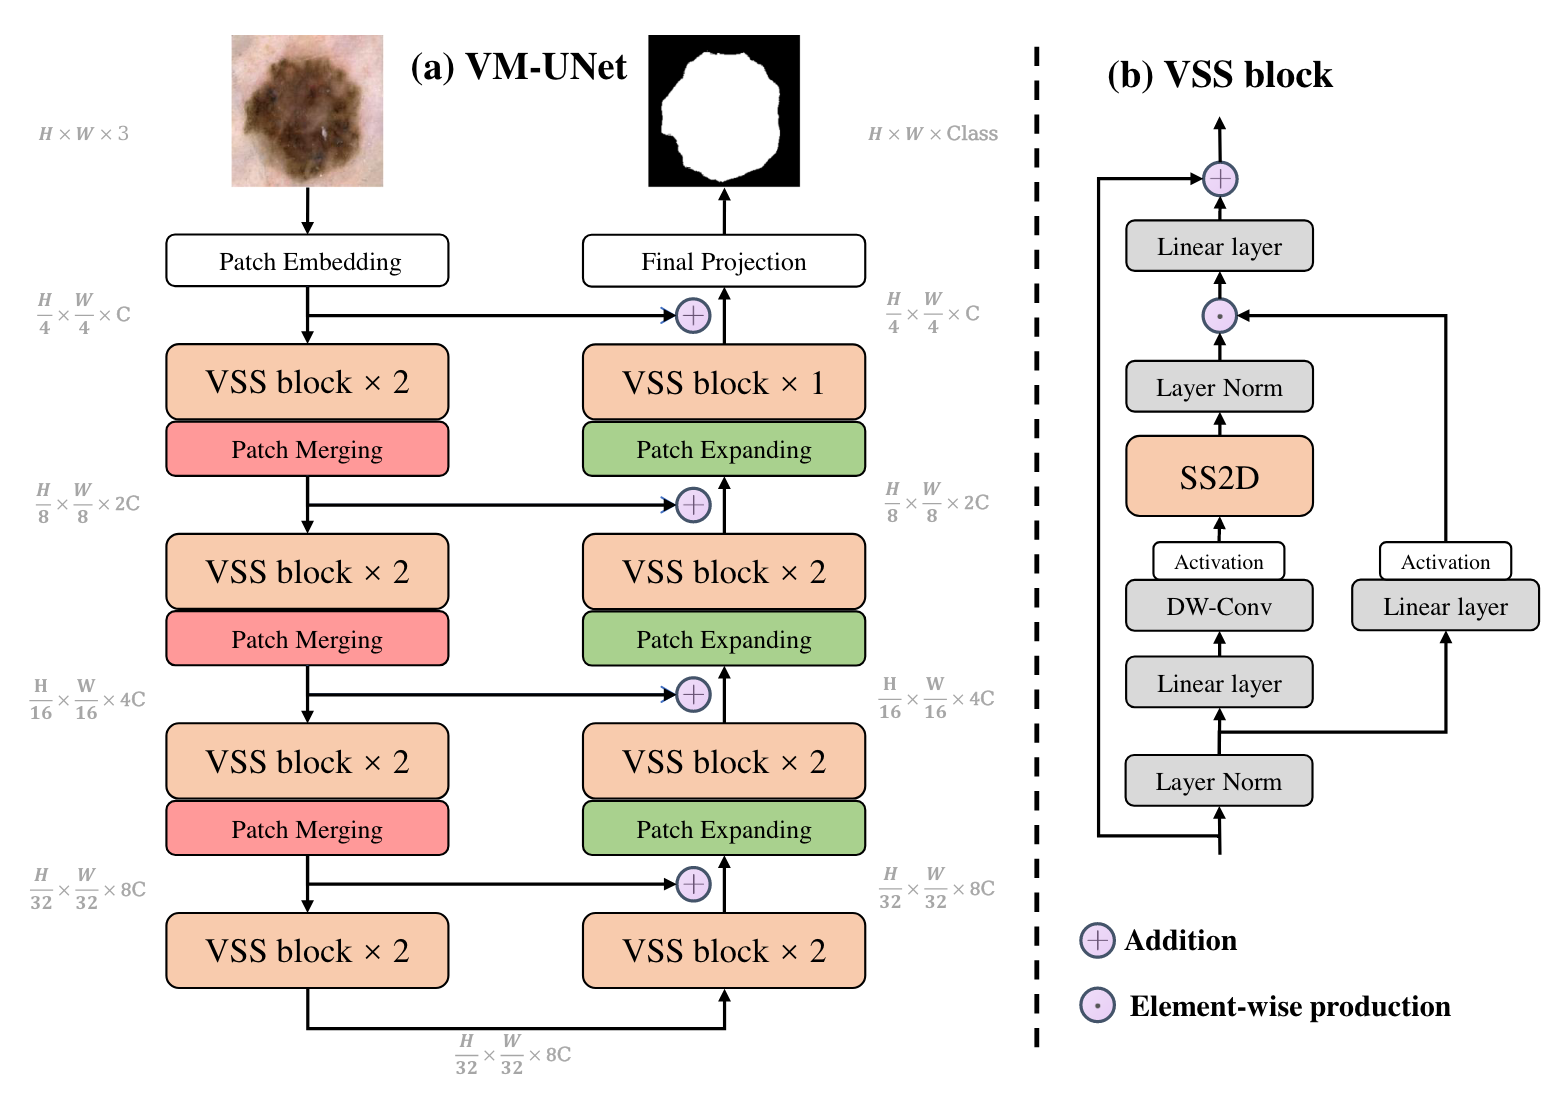 (a) VM-UNet
H × W × 3
H × W × Class
Patch Embedding
Final Projection
H/4 × W/4 × C
H/4 × W/4 × C
VSS block × 2
VSS block × 1
Patch Merging
Patch Expanding
H/8 × W/8 × 2C
H/8 × W/8 × 2C
VSS block × 2
VSS block × 2
Patch Merging
Patch Expanding
H/16 × W/16 × 4C
H/16 × W/16 × 4C
VSS block × 2
VSS block × 2
Patch Merging
Patch Expanding
H/32 × W/32 × 8C
H/32 × W/32 × 8C
VSS block × 2
VSS block × 2
H/32 × W/32 × 8C
(b) VSS block
Linear layer
Layer Norm
SS2D
Activation
Activation
DW-Conv
Linear layer
Linear layer
Layer Norm
Addition
Element-wise production